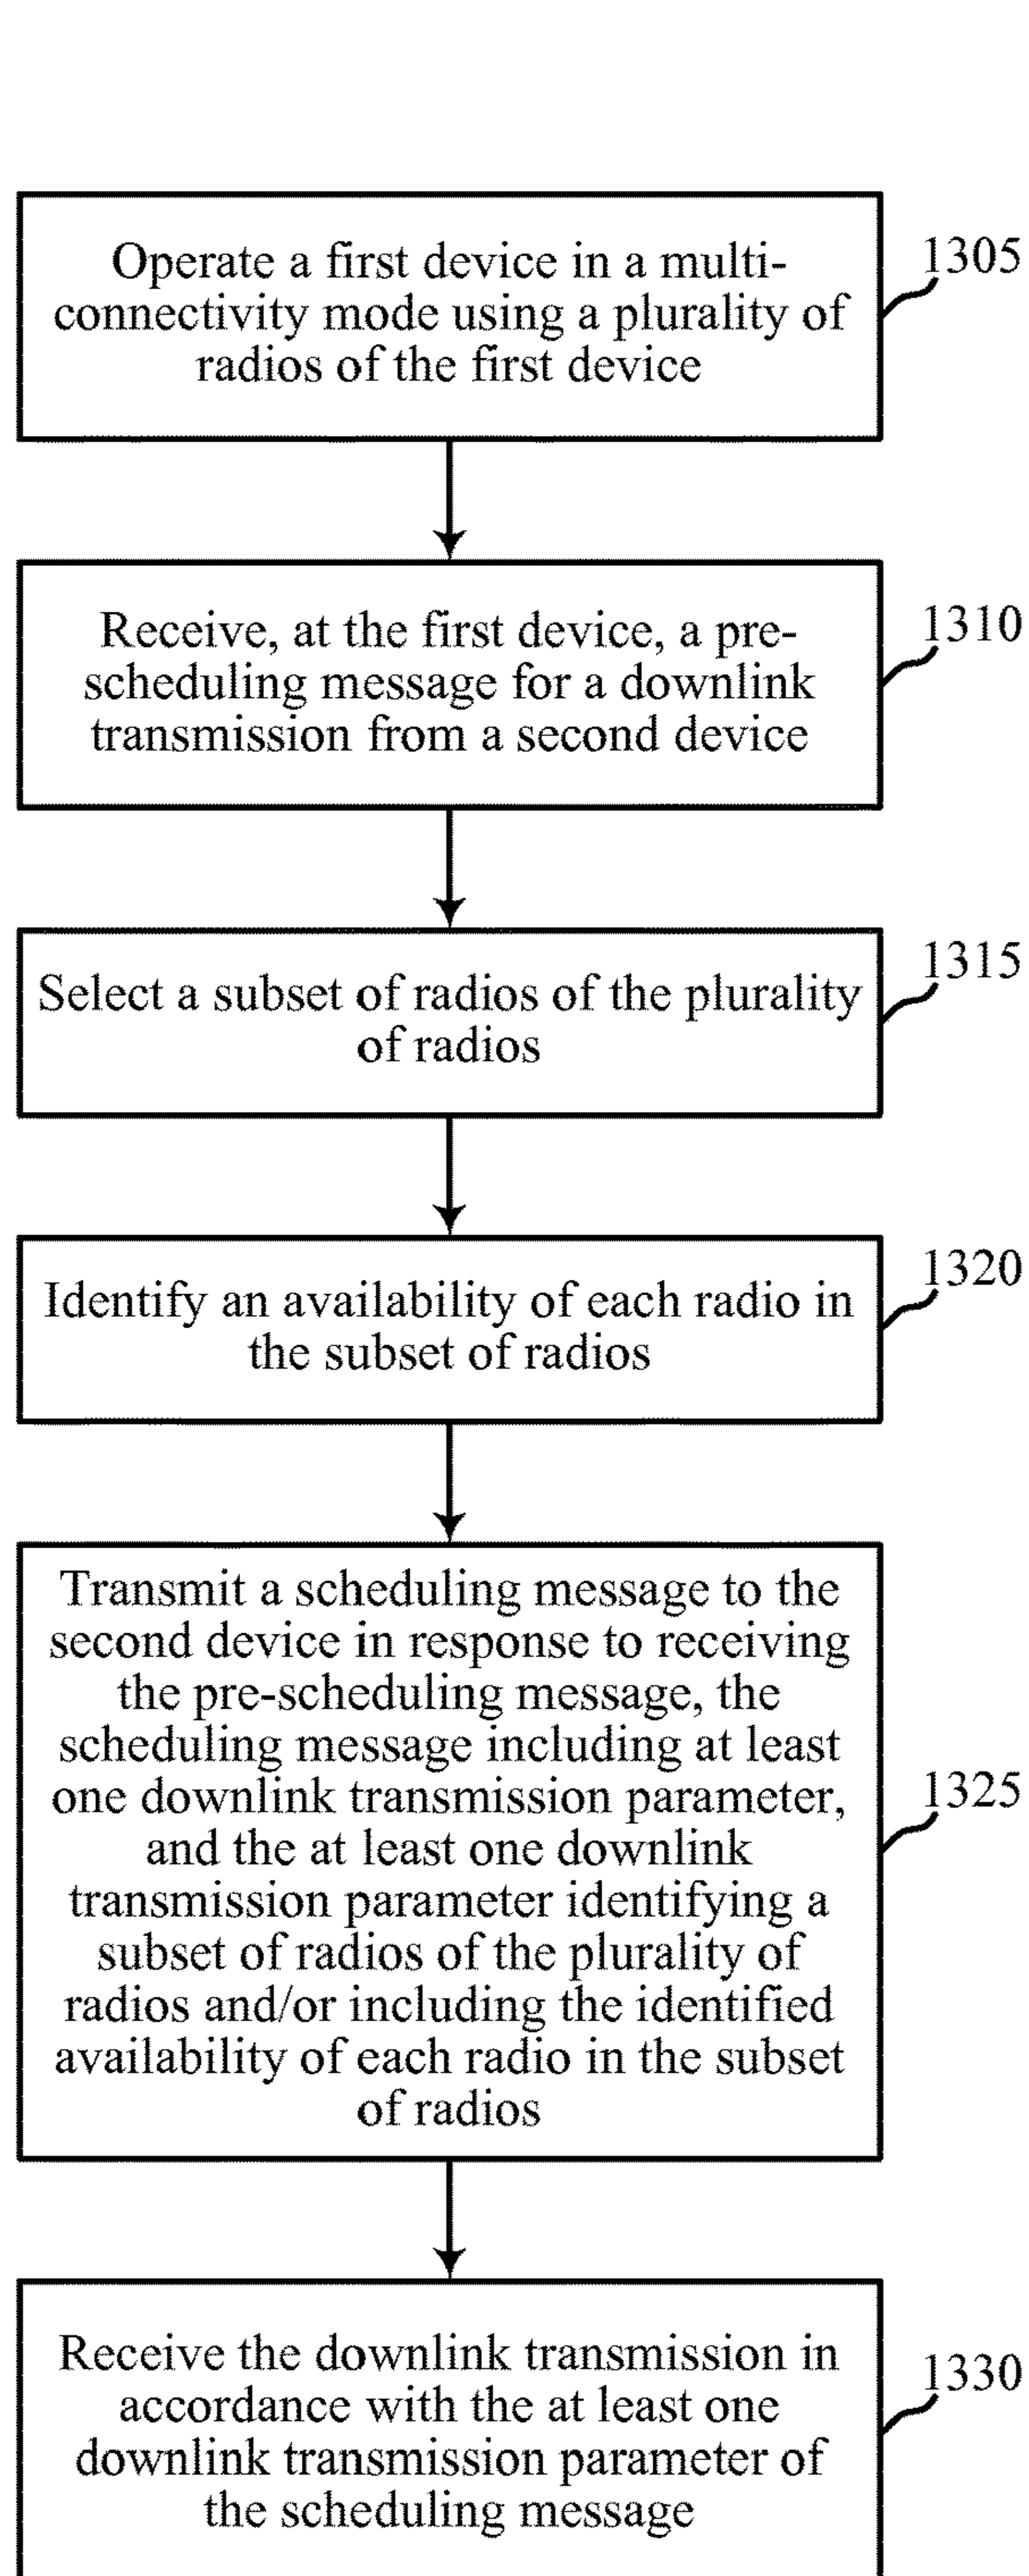 Operate a first device in a multi-
connectivity mode using a plurality of
radios of the first device
1305
Receive, at the first device, a pre-
scheduling message for a downlink
transmission from a second device
1310
Select a subset of radios of the plurality
of radios
1315
Identify an availability of each radio in
the subset of radios
1320
Transmit a scheduling message to the
second device in response to receiving
the pre-scheduling message, the
scheduling message including at least
one downlink transmission parameter,
and the at least one downlink
transmission parameter identifying a
subset of radios of the plurality of
radios and/or including the identified
availability of each radio in the subset
of radios
1325
Receive the downlink transmission in
accordance with the at least one
downlink transmission parameter of
the scheduling message
1330